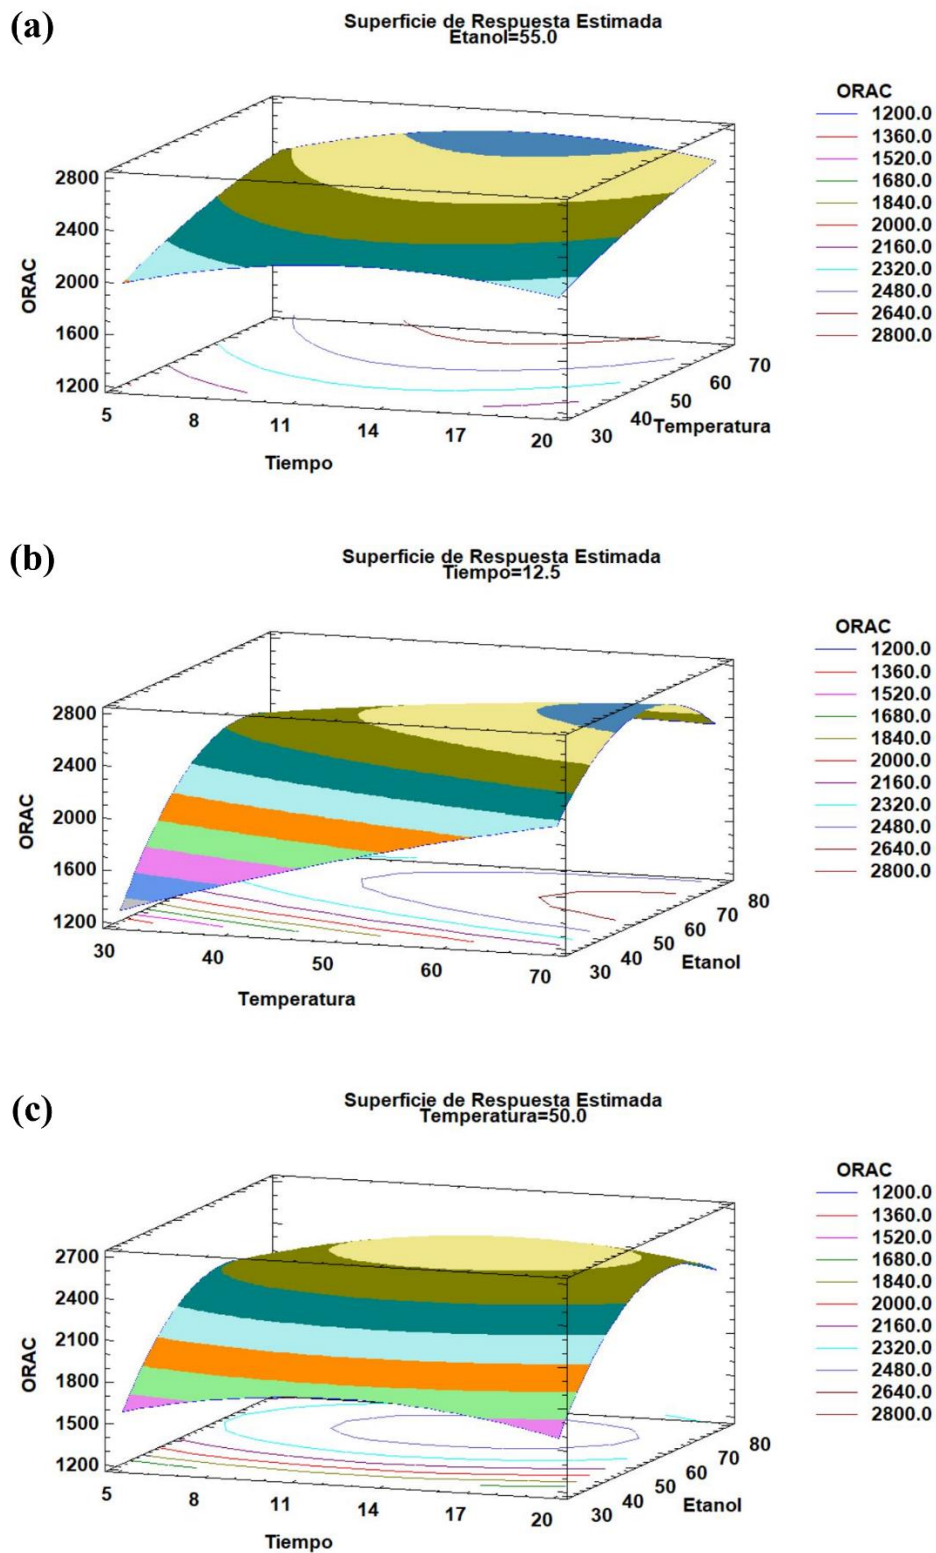 (a)
Superficie de Respuesta Estimada
Etanol=55.0
ORAC
1200.0
1360.0
1520.0
1680.0
1840.0
2000.0
2160.0
2320.0
2480.0
2640.0
2800.0
2800
2400
2000
1600
1200
ORAC
5 8 11 14 17 20
Tiempo
30 40 50 60 70
Temperatura
(b)
Superficie de Respuesta Estimada
Tiempo=12.5
ORAC
1200.0
1360.0
1520.0
1680.0
1840.0
2000.0
2160.0
2320.0
2480.0
2640.0
2800.0
2800
2400
2000
1600
1200
ORAC
30 40 50 60 70
Temperatura
30 40 50 60 70 80
Etanol
(c)
Superficie de Respuesta Estimada
Temperatura=50.0
ORAC
1200.0
1360.0
1520.0
1680.0
1840.0
2000.0
2160.0
2320.0
2480.0
2640.0
2800.0
2700
2400
2100
1800
1500
1200
ORAC
5 8 11 14 17 20
Tiempo
30 40 50 60 70 80
Etanol